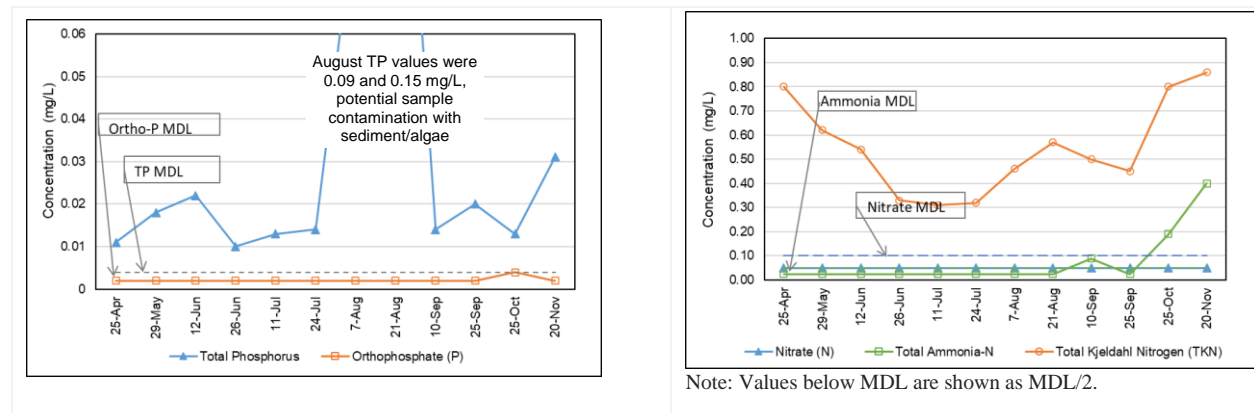 0.06
0.05
0.04
0.03
0.02
0.01
0
Concentration (mg/L)
August TP values were
0.09 and 0.15 mg/L,
potential sample
contamination with
sediment/algae
Ortho-P MDL
TP MDL
25-Apr
29-May
12-Jun
26-Jun
11-Jul
24-Jul
7-Aug
21-Aug
10-Sep
25-Sep
25-Oct
20-Nov
Total Phosphorus
Orthophosphate (P)
1.00
0.90
0.80
0.70
0.60
0.50
0.40
0.30
0.20
0.10
0.00
Concentration (mg/L)
Ammonia MDL
Nitrate MDL
25-Apr
29-May
12-Jun
26-Jun
11-Jul
24-Jul
7-Aug
21-Aug
10-Sep
25-Sep
25-Oct
20-Nov
Nitrate (N)
Total Ammonia-N
Total Kjeldahl Nitrogen (TKN)
Note: Values below MDL are shown as MDL/2.